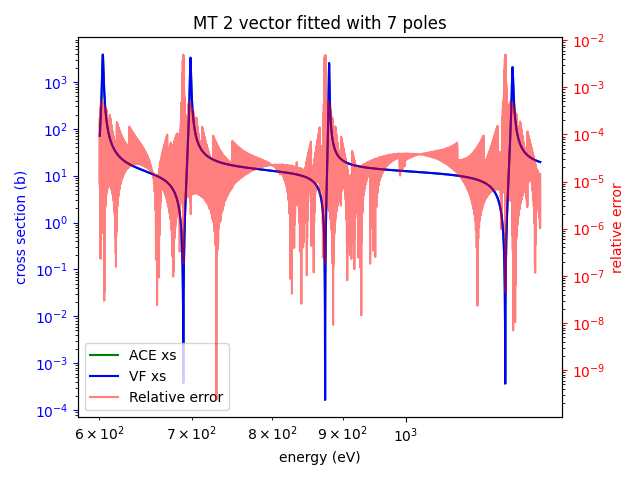 MT 2 vector fitted with 7 poles
10^3
10^2
10^1
10^0
10^-1
10^-2
10^-3
10^-4
cross section (b)
10^-2
10^-3
10^-4
10^-5
10^-6
10^-7
10^-8
10^-9
relative error
ACE xs
VF xs
Relative error
6 × 10^2
7 × 10^2
8 × 10^2
9 × 10^2
10^3
energy (eV)